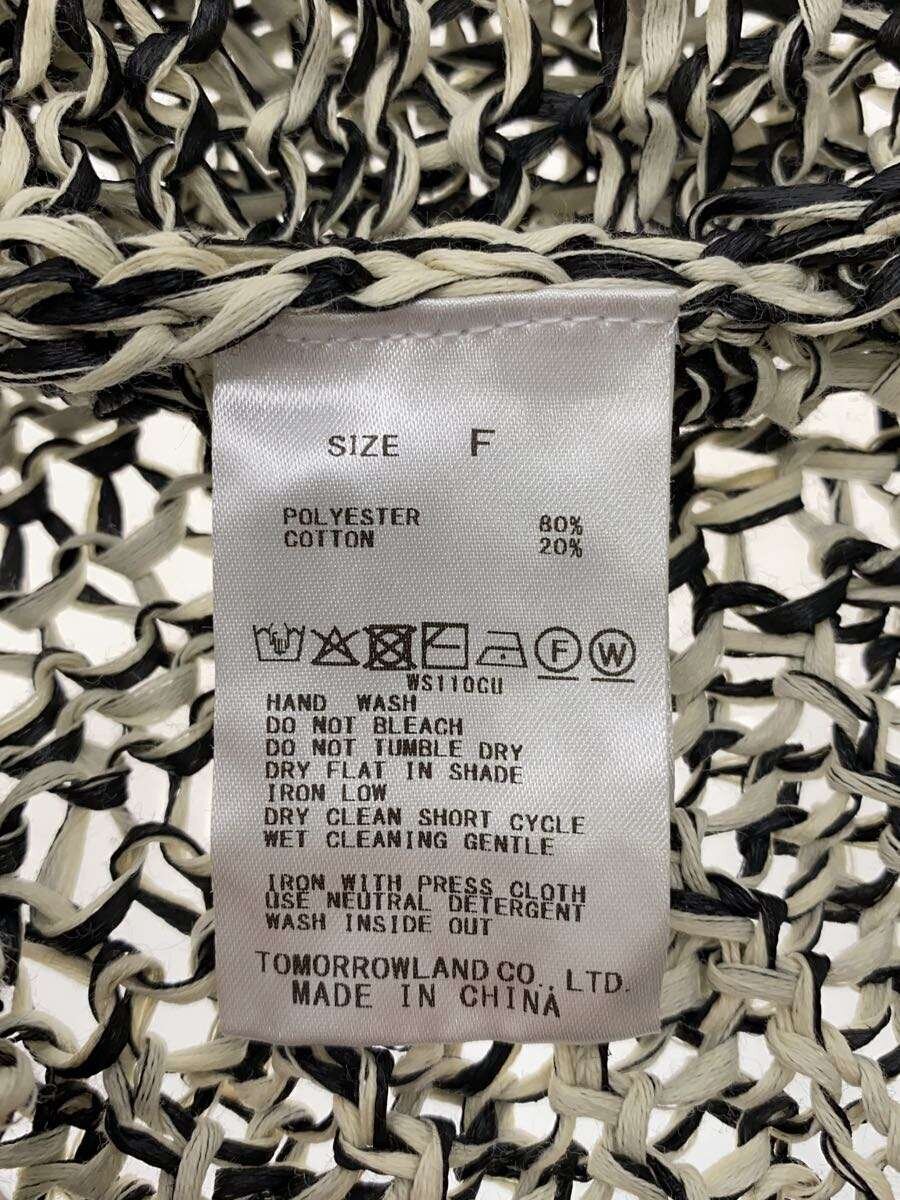 SIZE F
POLYESTER 80%
COTTON 20%
F W
WS110CU
HAND WASH
DO NOT BLEACH
DO NOT TUMBLE DRY
DRY FLAT IN SHADE
IRON LOW
DRY CLEAN SHORT CYCLE
WET CLEANING GENTLE
IRON WITH PRESS CLOTH
USE NEUTRAL DETERGENT
WASH INSIDE OUT
TOMORROWLAND CO., LTD.
MADE IN CHINA